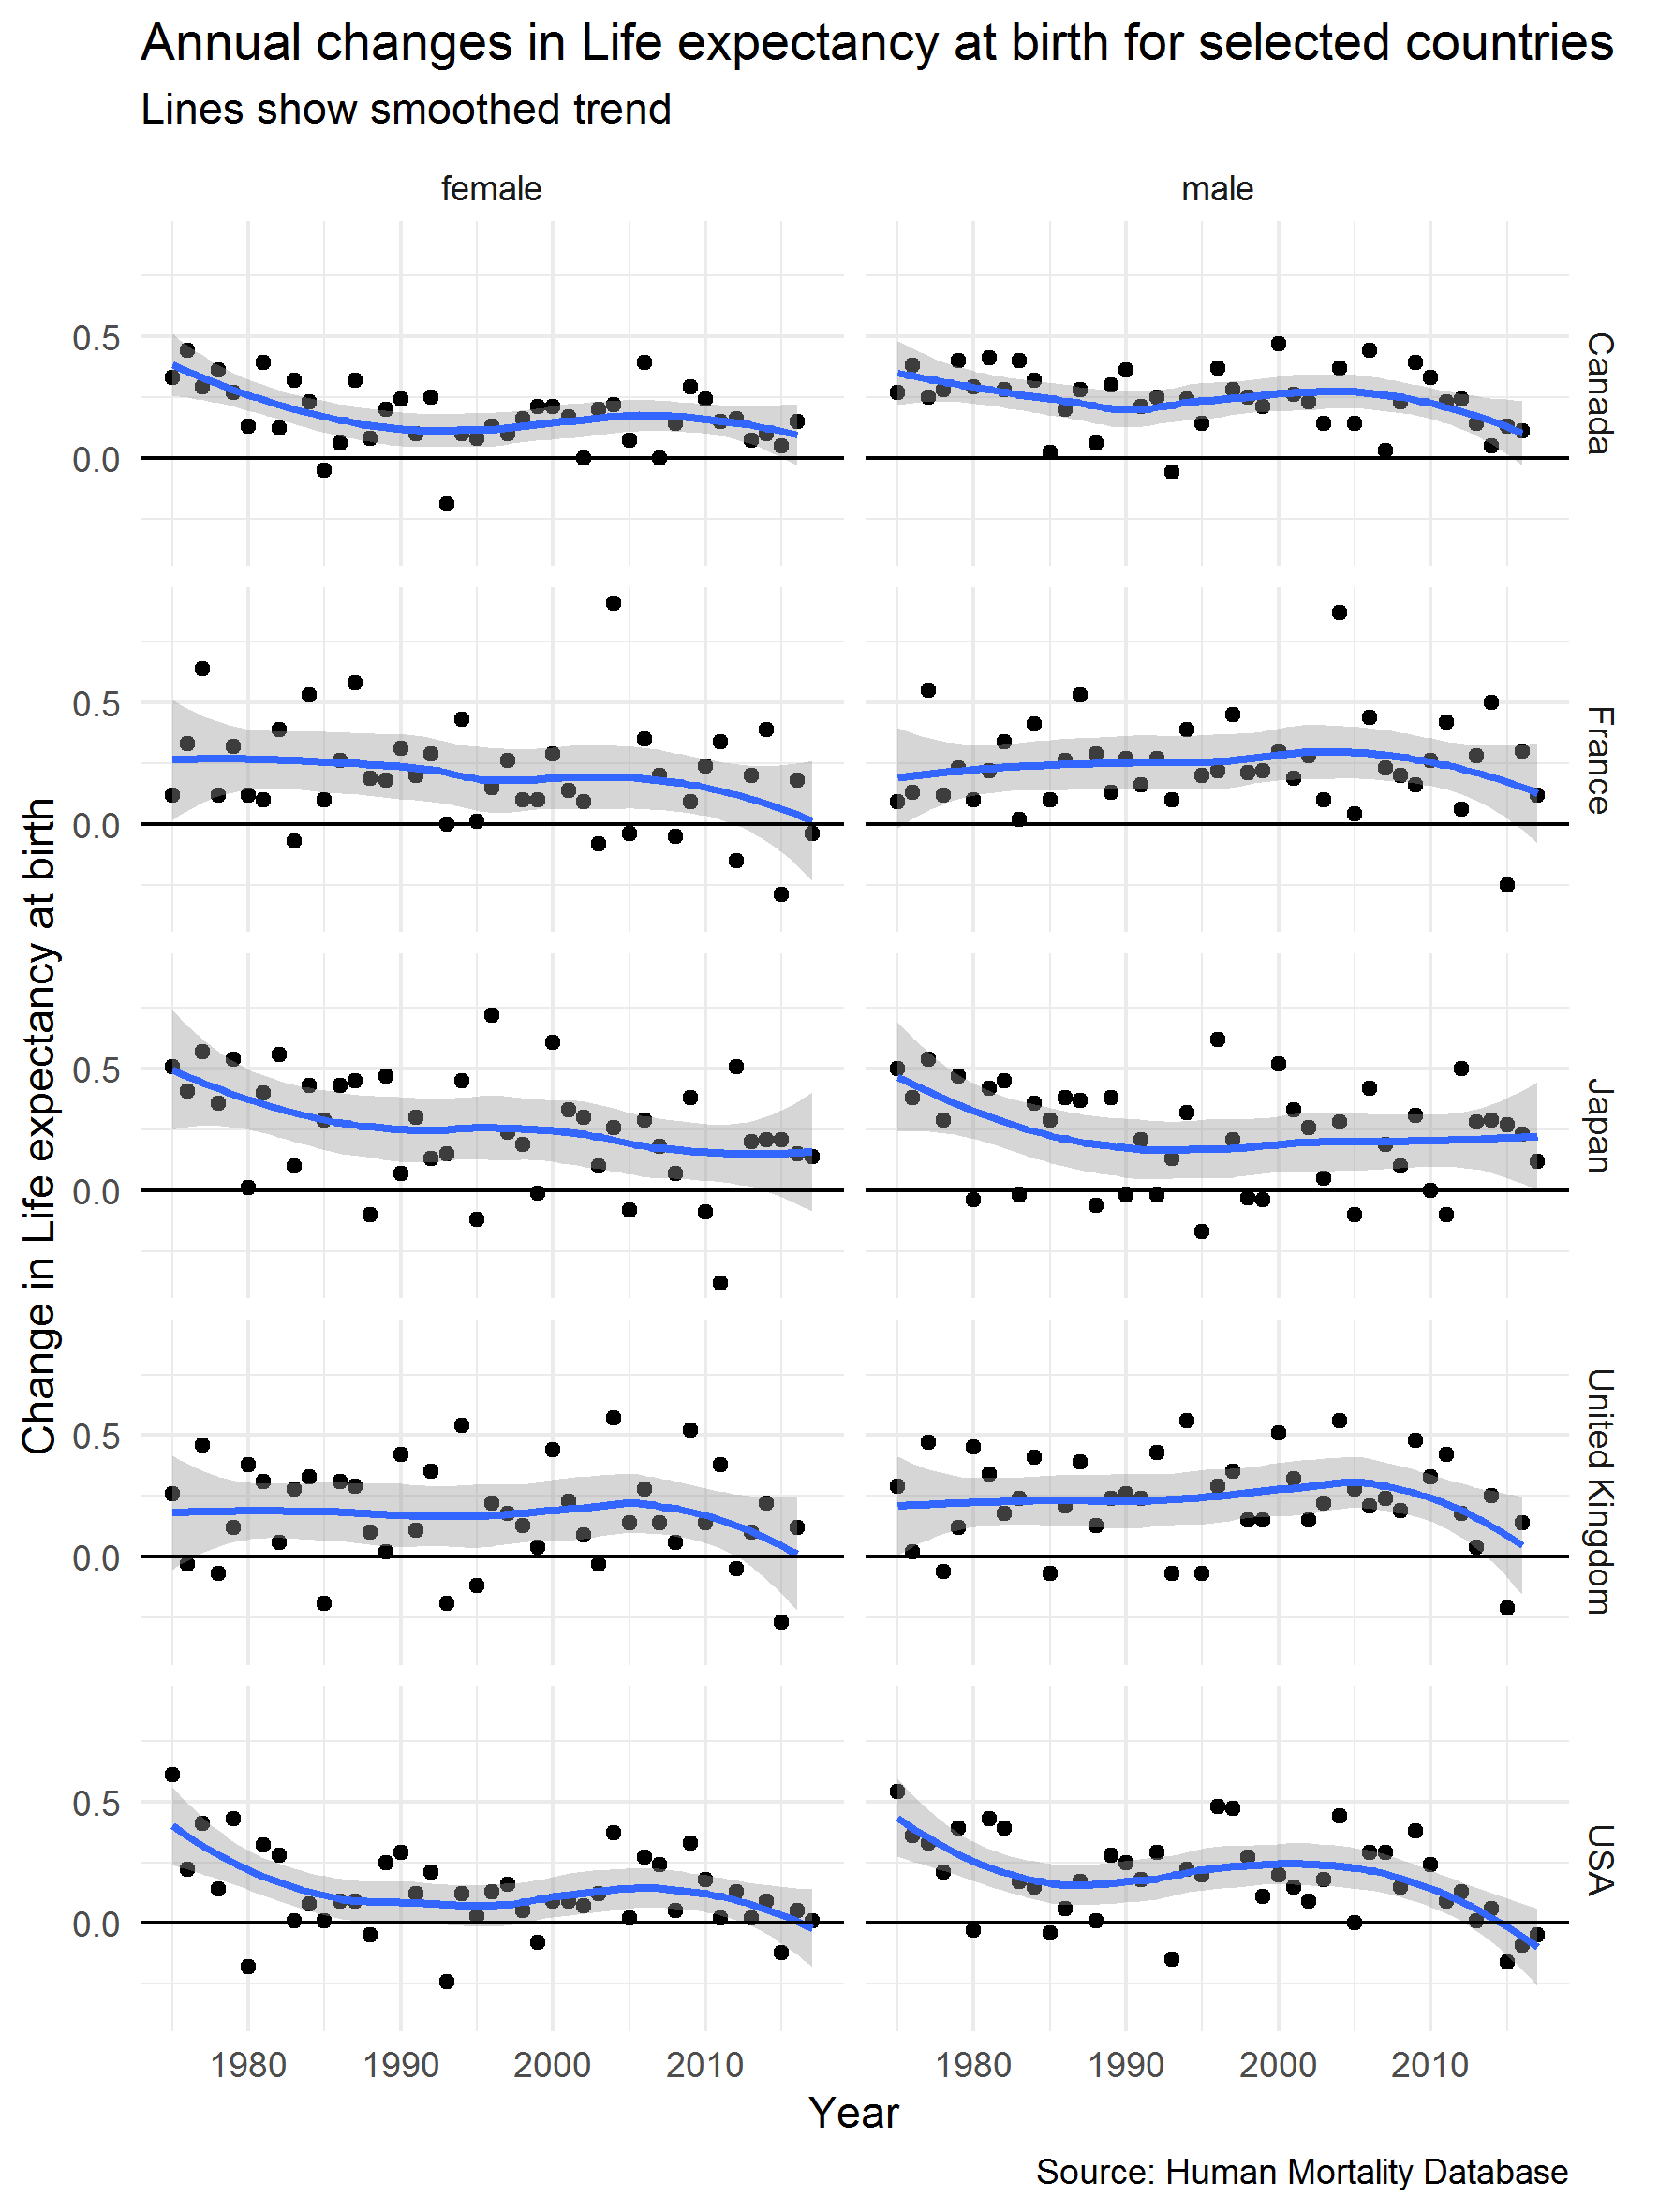 Annual changes in Life expectancy at birth for selected countries
Lines show smoothed trend
female
male
Change in Life expectancy at birth
0.5
0.0
Canada
0.5
0.0
France
0.5
0.0
Japan
0.5
0.0
United Kingdom
0.5
0.0
USA
1980 1990 2000 2010
1980 1990 2000 2010
Year
Source: Human Mortality Database